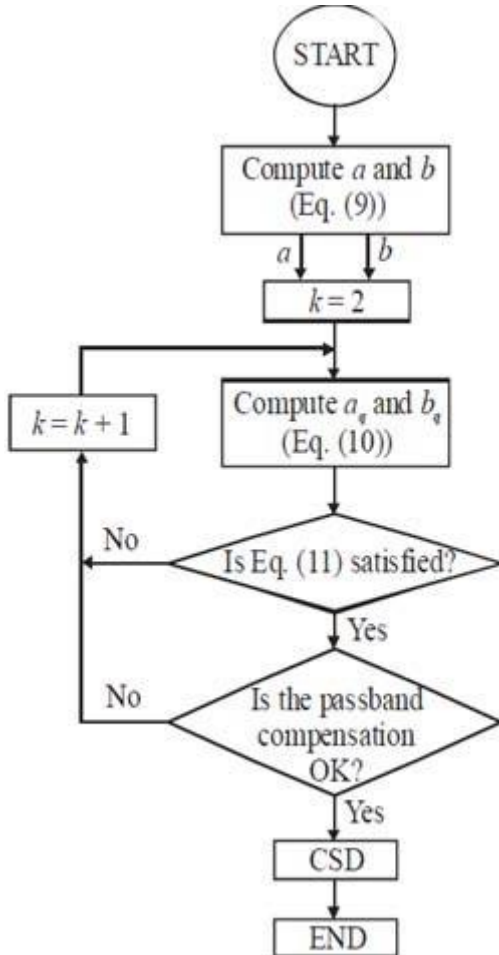 START
Compute a and b
(Eq. (9))
a
b
k = 2
k = k + 1
Compute a_q and b_q
(Eq. (10))
No
Is Eq. (11) satisfied?
Yes
No
Is the passband
compensation
OK?
Yes
CSD
END